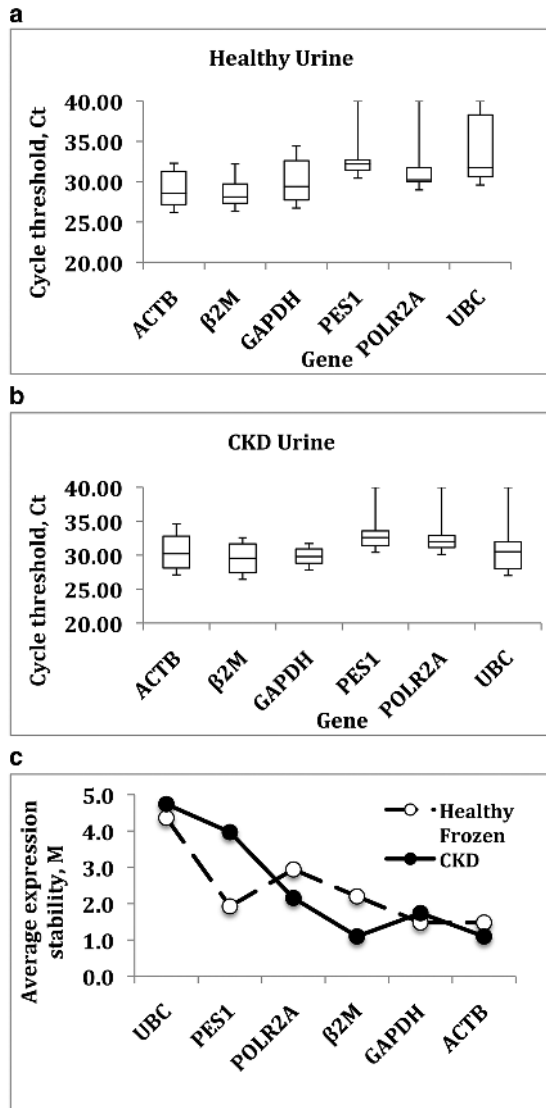 a
Healthy Urine
Cycle threshold, Ct
40.00
35.00
30.00
25.00
20.00
ACTB
β2M
GAPDH
PES1
POLR2A
UBC
Gene
b
CKD Urine
Cycle threshold, Ct
40.00
35.00
30.00
25.00
20.00
ACTB
β2M
GAPDH
PES1
POLR2A
UBC
Gene
c
Average expression
stability, M
5.0
4.0
3.0
2.0
1.0
0.0
Healthy
Frozen
CKD
UBC
PES1
POLR2A
β2M
GAPDH
ACTB